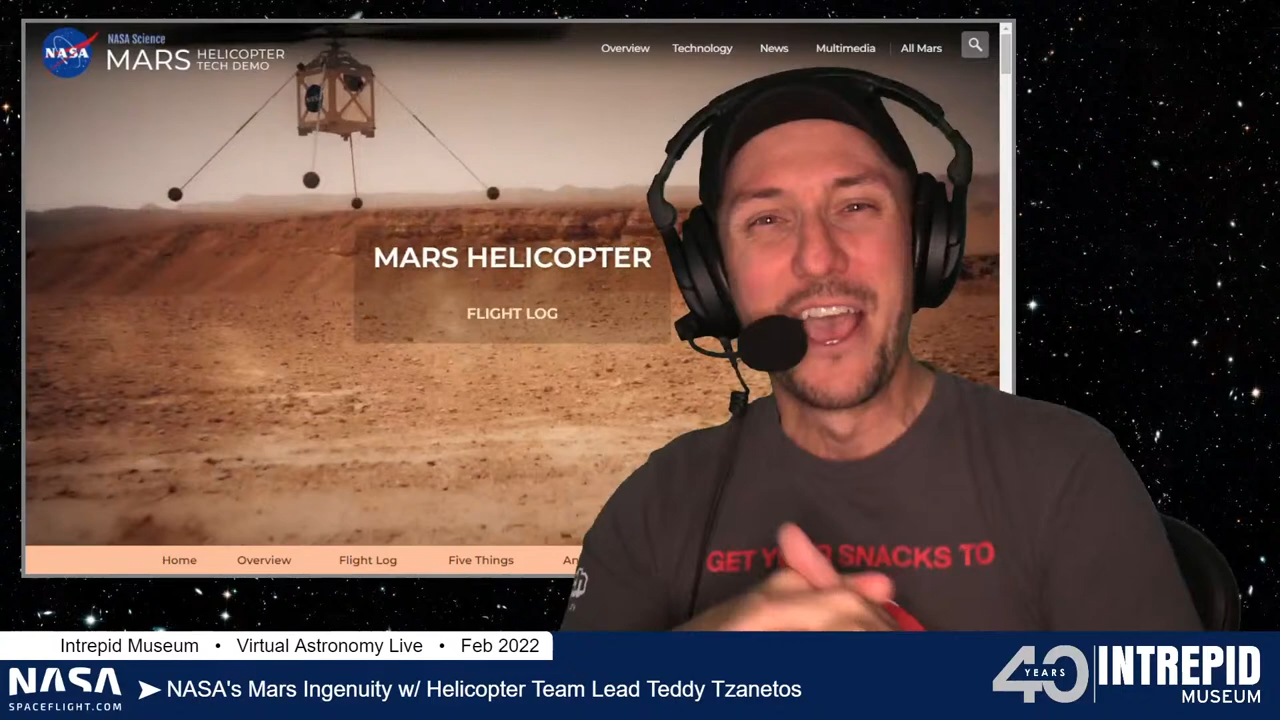 NASA
NASA Science
MARS HELICOPTER
TECH DEMO
Overview Technology News Multimedia All Mars
MARS HELICOPTER
FLIGHT LOG
Home Overview Flight Log Five Things
GET YOUR SNACKS TO
Intrepid Museum • Virtual Astronomy Live • Feb 2022
NASA
SPACEFLIGHT.COM
NASA's Mars Ingenuity w/ Helicopter Team Lead Teddy Tzanetos
40
YEARS
INTREPID
MUSEUM